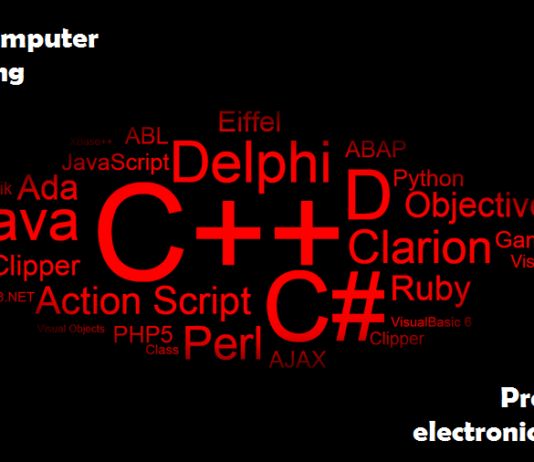 mputer
ng
Eiffel
ABL
ABAP
JavaScript
Delphi
Python
ik
Ada
D
Objective
ava
C++
Clarion
Gar
Vis
Clipper
Ruby
B.NET
Action Script
C#
VisualBasic 6
Visual Objects
PHP5
Perl
Clipper
Class
AJAX
Pro
electronic